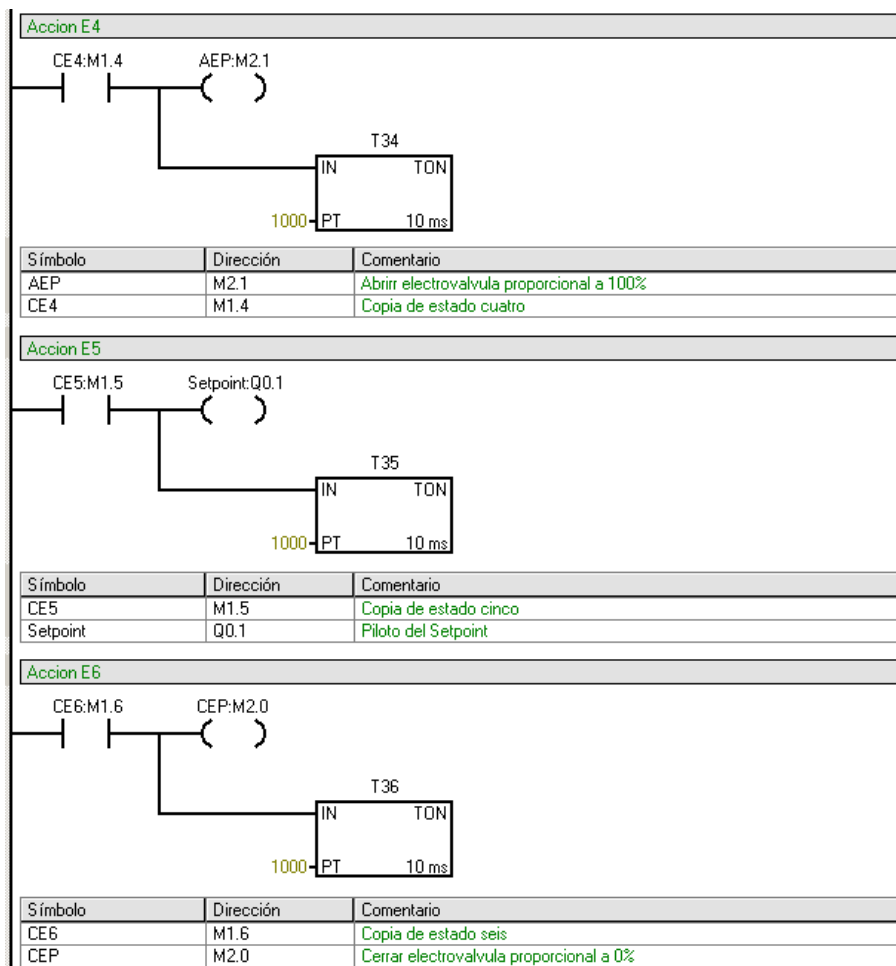 Accion E4
CE4:M1.4 AEP:M2.1
T34
IN TON
1000 PT 10 ms
Símbolo Dirección Comentario
AEP M2.1 Abrirr electrovalvula proporcional a 100%
CE4 M1.4 Copia de estado cuatro
Accion E5
CE5:M1.5 Setpoint:Q0.1
T35
IN TON
1000 PT 10 ms
Símbolo Dirección Comentario
CE5 M1.5 Copia de estado cinco
Setpoint Q0.1 Piloto del Setpoint
Accion E6
CE6:M1.6 CEP:M2.0
T36
IN TON
1000 PT 10 ms
Símbolo Dirección Comentario
CE6 M1.6 Copia de estado seis
CEP M2.0 Cerrar electrovalvula proporcional a 0%